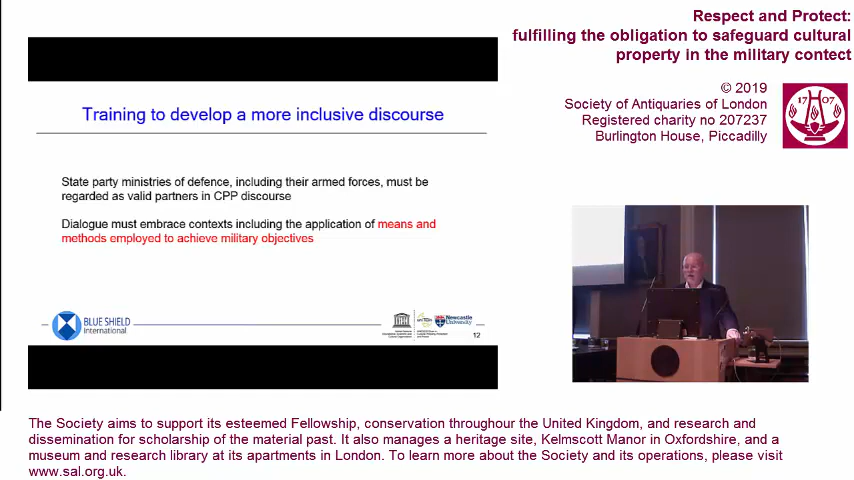 Respect and Protect:
fulfilling the obligation to safeguard cultural
property in the military contect
© 2019
Society of Antiquaries of London
Registered charity no 207237
Burlington House, Piccadilly
17 07
Training to develop a more inclusive discourse
State party ministries of defence, including their armed forces, must be
regarded as valid partners in CPP discourse
Dialogue must embrace contexts including the application of means and
methods employed to achieve military objectives
BLUE SHIELD
International
Newcastle
University
12
The Society aims to support its esteemed Fellowship, conservation throughour the United Kingdom, and research and
dissemination for scholarship of the material past. It also manages a heritage site, Kelmscott Manor in Oxfordshire, and a
museum and research library at its apartments in London. To learn more about the Society and its operations, please visit
www.sal.org.uk.